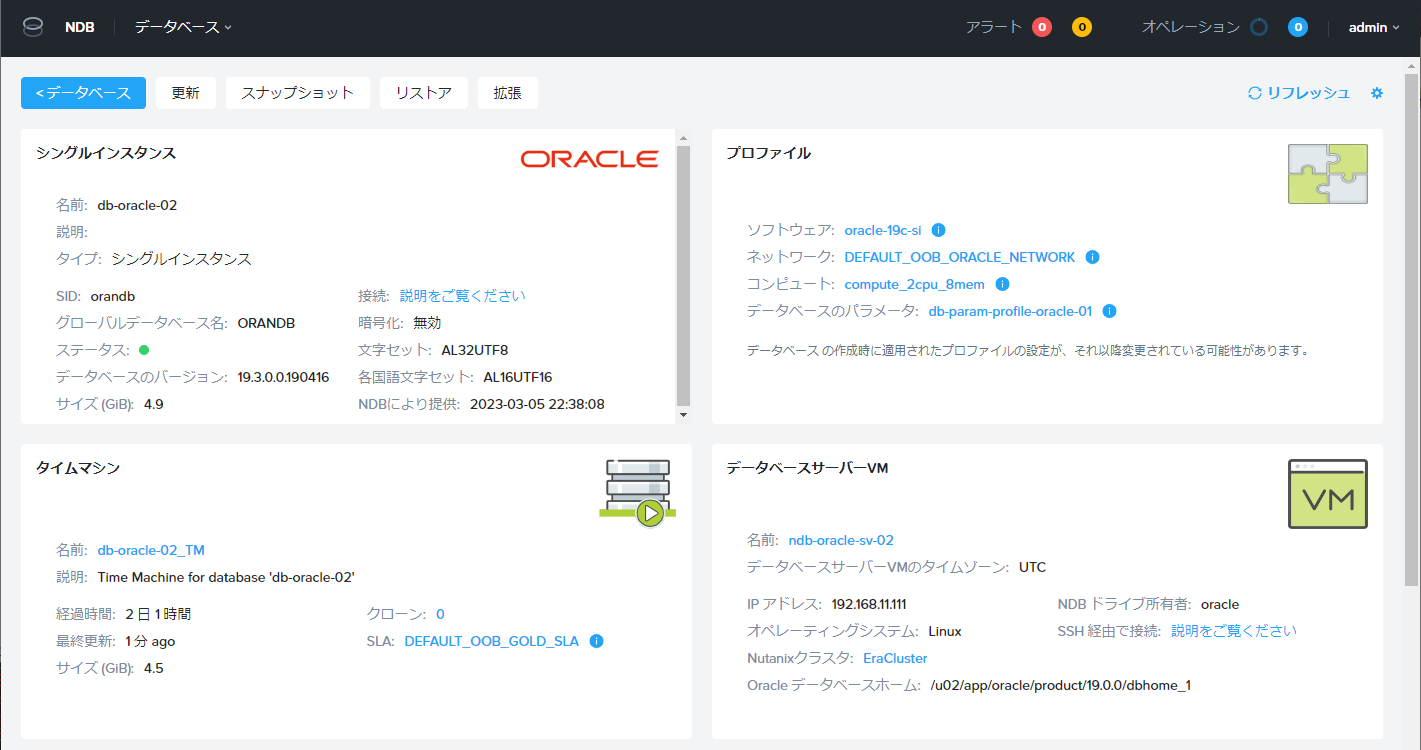 NDB データベース アラート 0 0 オペレーション 0 admin
<データベース 更新 スナップショット リストア 拡張 リフレッシュ
シングルインスタンス
ORACLE
名前: db-oracle-02
説明:
タイプ: シングルインスタンス
SID: orandb
グローバルデータベース名: ORANDB
ステータス:
データベースのバージョン: 19.3.0.0.190416
サイズ (GiB): 4.9
接続: 説明をご覧ください
暗号化: 無効
文字セット: AL32UTF8
各国語文字セット: AL16UTF16
NDBにより提供: 2023-03-05 22:38:08
プロファイル
ソフトウェア: oracle-19c-si
ネットワーク: DEFAULT_OOB_ORACLE_NETWORK
コンピュート: compute_2cpu_8mem
データベースのパラメータ: db-param-profile-oracle-01
データベース の作成時に適用されたプロファイルの設定が、それ以降変更されている可能性があります。
タイムマシン
名前: db-oracle-02_TM
説明: Time Machine for database 'db-oracle-02'
経過時間: 2 日 1 時間
最終更新: 1 分 ago
サイズ (GiB): 4.5
クローン: 0
SLA: DEFAULT_OOB_GOLD_SLA
データベースサーバーVM
VM
名前: ndb-oracle-sv-02
データベースサーバーVMのタイムゾーン: UTC
IP アドレス: 192.168.11.111
オペレーティングシステム: Linux
Nutanixクラスタ: EraCluster
Oracle データベースホーム: /u02/app/oracle/product/19.0.0/dbhome_1
NDB ドライブ所有者: oracle
SSH 経由で接続: 説明をご覧ください